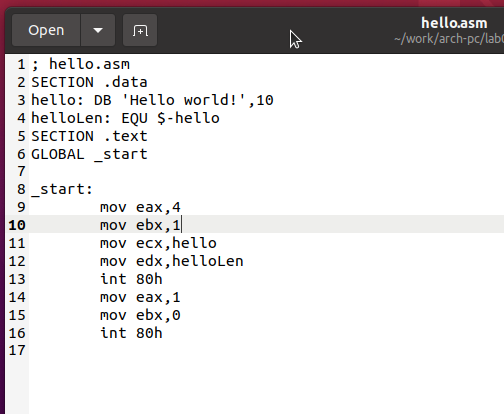 Open
hello.asm
~/work/arch-pc/lab0
1 ; hello.asm
2 SECTION .data
3 hello: DB 'Hello world!',10
4 helloLen: EQU $-hello
5 SECTION .text
6 GLOBAL _start
7
8 _start:
9 mov eax,4
10 mov ebx,1
11 mov ecx,hello
12 mov edx,helloLen
13 int 80h
14 mov eax,1
15 mov ebx,0
16 int 80h
17